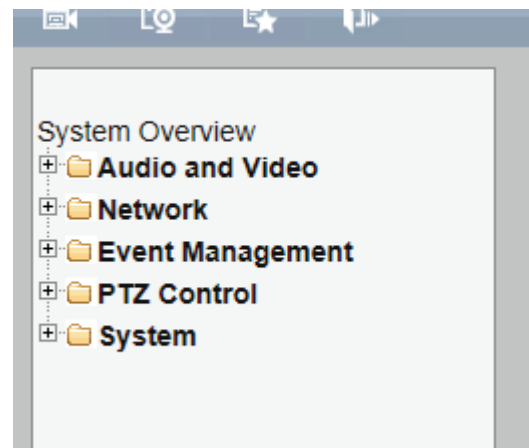 System Overview
Audio and Video
Network
Event Management
PTZ Control
System